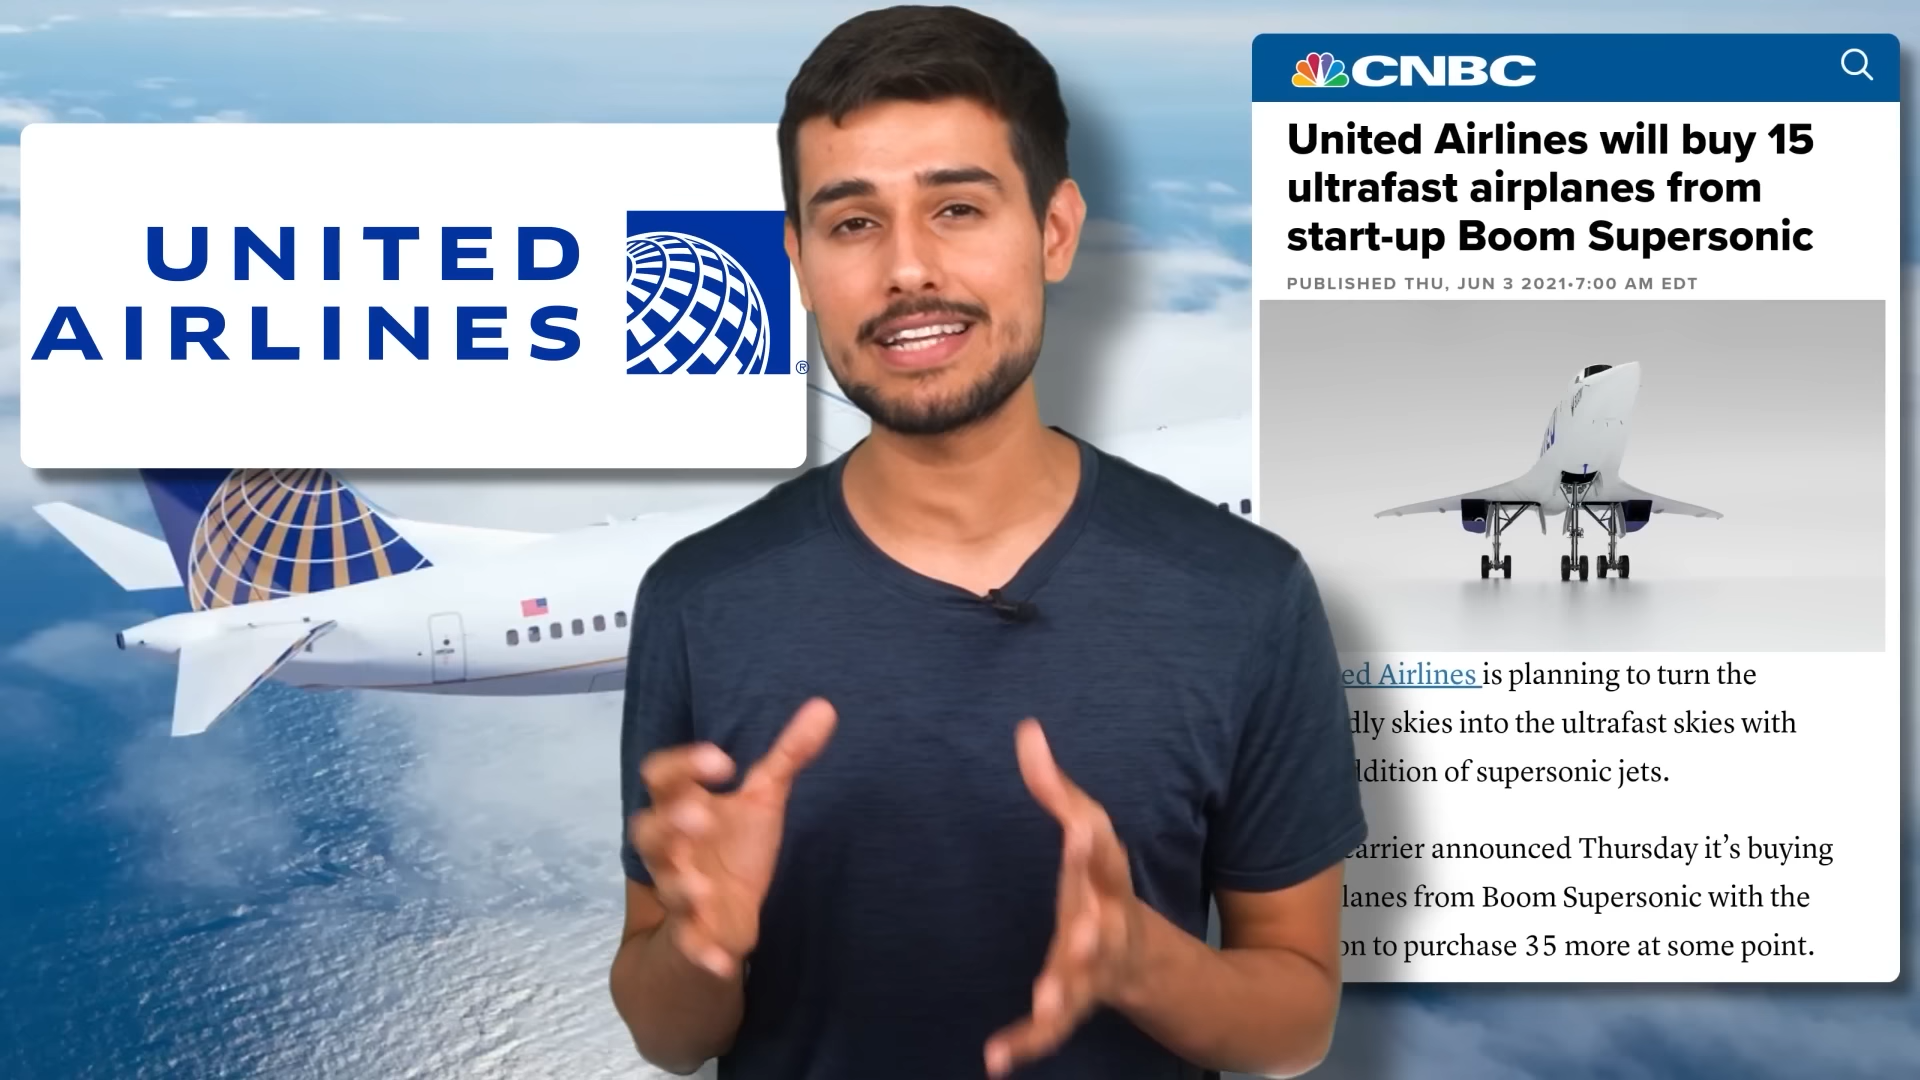 UNITED
AIRLINES
®
CNBC
United Airlines will buy 15
ultrafast airplanes from
start-up Boom Supersonic
PUBLISHED THU, JUN 3 2021•7:00 AM EDT
ed Airlines is planning to turn the
dly skies into the ultrafast skies with
ddition of supersonic jets.
carrier announced Thursday it’s buying
lanes from Boom Supersonic with the
on to purchase 35 more at some point.